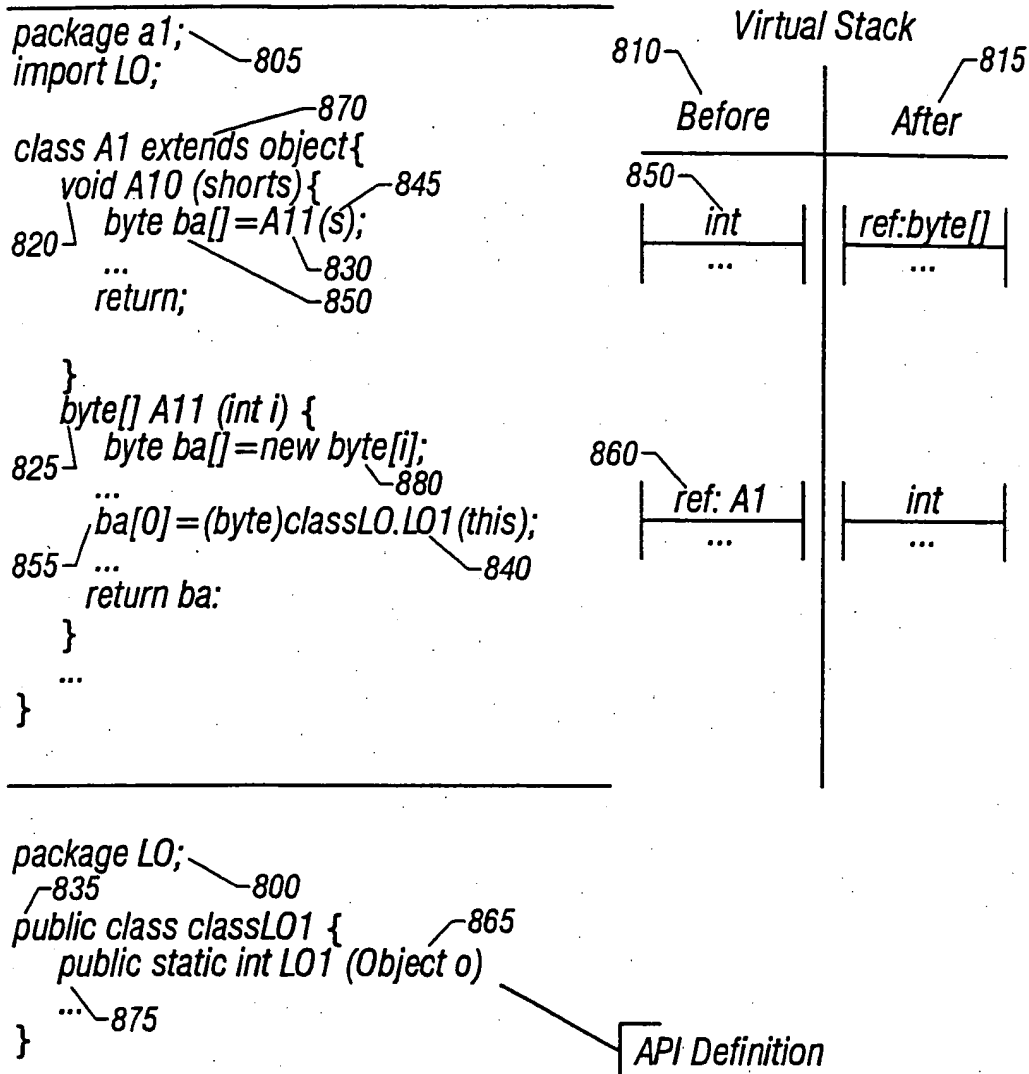 package a1;
805
import LO;
870
class A1 extends object{
void A10 (shorts){
845
820
byte ba[]=A11(s);
...
830
return;
850
}
byte[] A11 (int i) {
825
byte ba[]=new byte[i];
880
...
ba[0]=(byte)classLO.LO1(this);
855
...
840
return ba:
}
...
}
Virtual Stack
810
815
Before
After
850
int
ref:byte[]
...
...
860
ref: A1
int
...
...
package LO;
835
800
public class classLO1 {
865
public static int LO1 (Object o)
...
875
}
API Definition